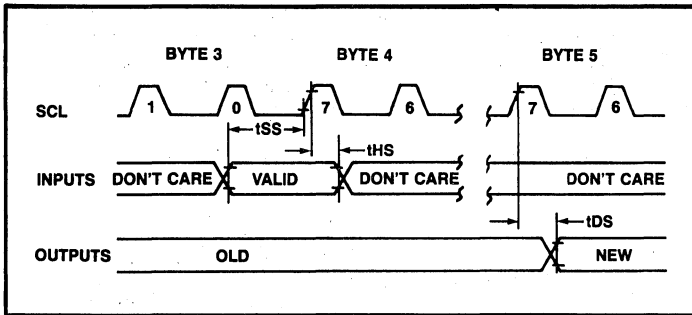 BYTE 3 BYTE 4 BYTE 5
SCL 1 0 7 6 7 6
tSS
tHS
INPUTS DON'T CARE VALID DON'T CARE DON'T CARE
tDS
OUTPUTS OLD NEW